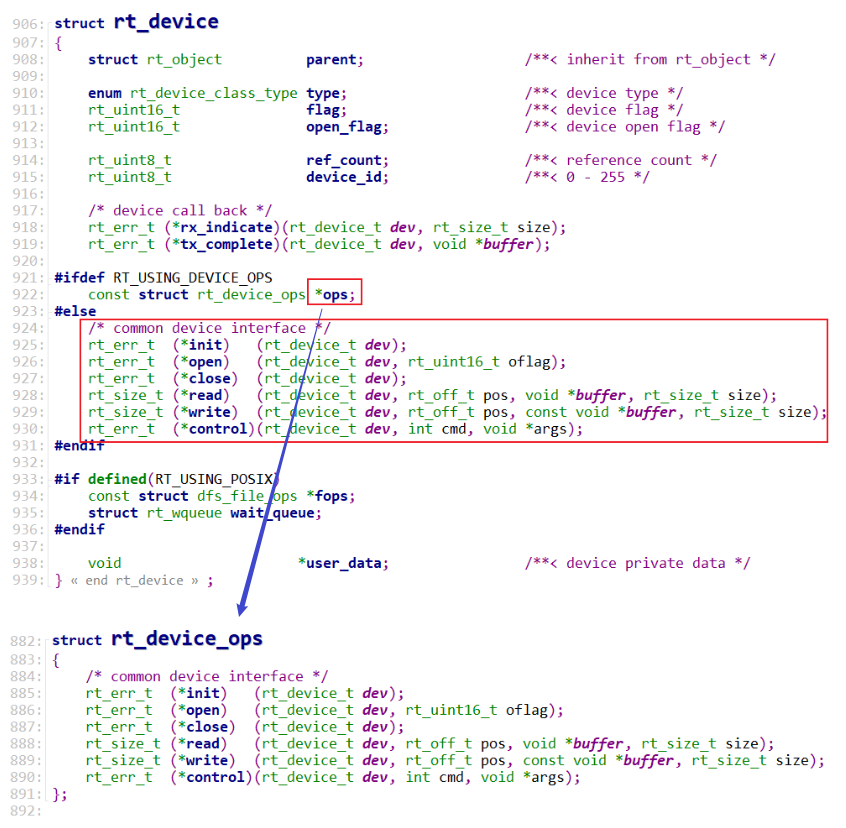 906: struct rt_device
907: {
908: struct rt_object parent; /**< inherit from rt_object */
909:
910: enum rt_device_class_type type; /**< device type */
911: rt_uint16_t flag; /**< device flag */
912: rt_uint16_t open_flag; /**< device open flag */
913:
914: rt_uint8_t ref_count; /**< reference count */
915: rt_uint8_t device_id; /**< 0 - 255 */
916:
917: /* device call back */
918: rt_err_t (*rx_indicate)(rt_device_t dev, rt_size_t size);
919: rt_err_t (*tx_complete)(rt_device_t dev, void *buffer);
920:
921: #ifdef RT_USING_DEVICE_OPS
922: const struct rt_device_ops *ops;
923: #else
924: /* common device interface */
925: rt_err_t (*init) (rt_device_t dev);
926: rt_err_t (*open) (rt_device_t dev, rt_uint16_t oflag);
927: rt_err_t (*close) (rt_device_t dev);
928: rt_size_t (*read) (rt_device_t dev, rt_off_t pos, void *buffer, rt_size_t size);
929: rt_size_t (*write) (rt_device_t dev, rt_off_t pos, const void *buffer, rt_size_t size);
930: rt_err_t (*control)(rt_device_t dev, int cmd, void *args);
931: #endif
932:
933: #if defined(RT_USING_POSIX)
934: const struct dfs_file_ops *fops;
935: struct rt_wqueue wait_queue;
936: #endif
937:
938: void *user_data; /**< device private data */
939: } « end rt_device » ;
882: struct rt_device_ops
883: {
884: /* common device interface */
885: rt_err_t (*init) (rt_device_t dev);
886: rt_err_t (*open) (rt_device_t dev, rt_uint16_t oflag);
887: rt_err_t (*close) (rt_device_t dev);
888: rt_size_t (*read) (rt_device_t dev, rt_off_t pos, void *buffer, rt_size_t size);
889: rt_size_t (*write) (rt_device_t dev, rt_off_t pos, const void *buffer, rt_size_t size);
890: rt_err_t (*control)(rt_device_t dev, int cmd, void *args);
891: };
892: